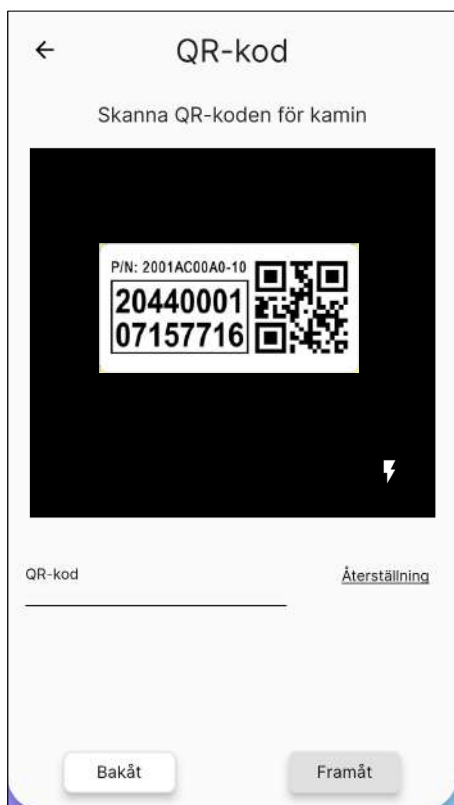 QR-kod
Skanna QR-koden för kamin
P/N: 2001AC00A0-10
20440001
07157716
QR-kod
Återställning
Bakåt
Framåt